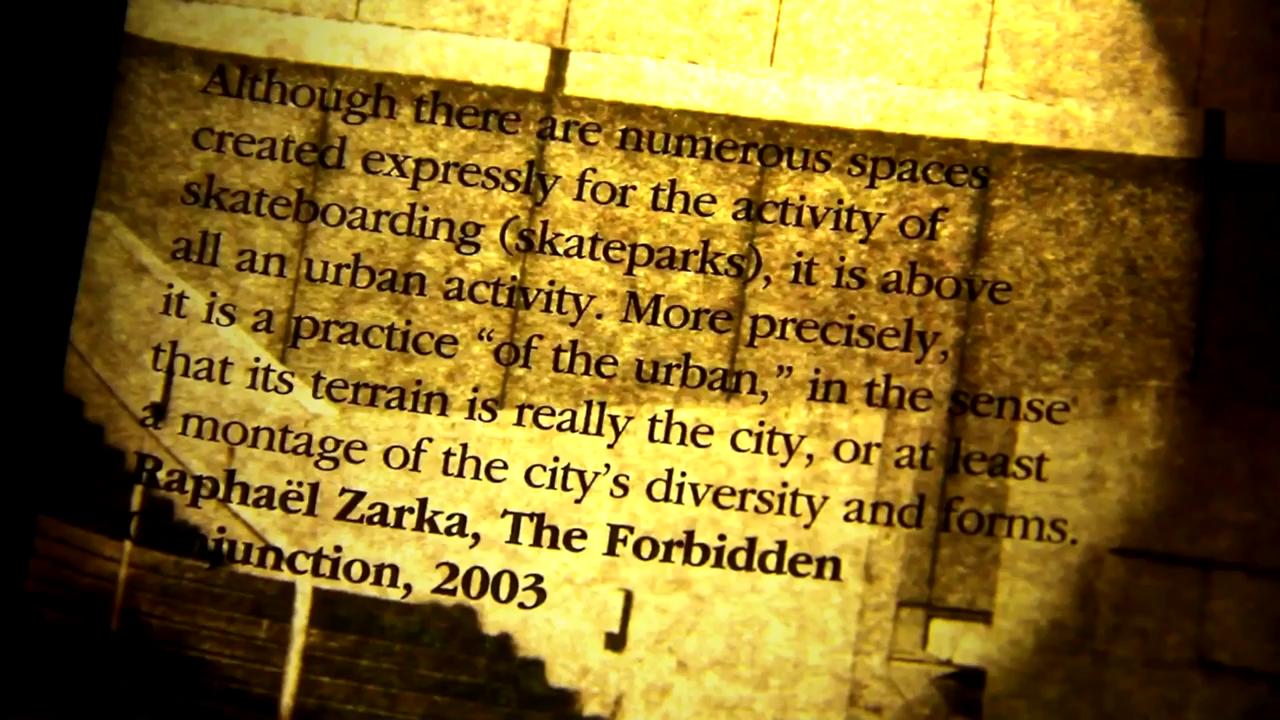 Although there are numerous spaces
created expressly for the activity of
skateboarding (skateparks), it is above
all an urban activity. More precisely,
it is a practice “of the urban,” in the sense
that its terrain is really the city, or at least
a montage of the city’s diversity and forms.
Raphaël Zarka, The Forbidden
Conjunction, 2003